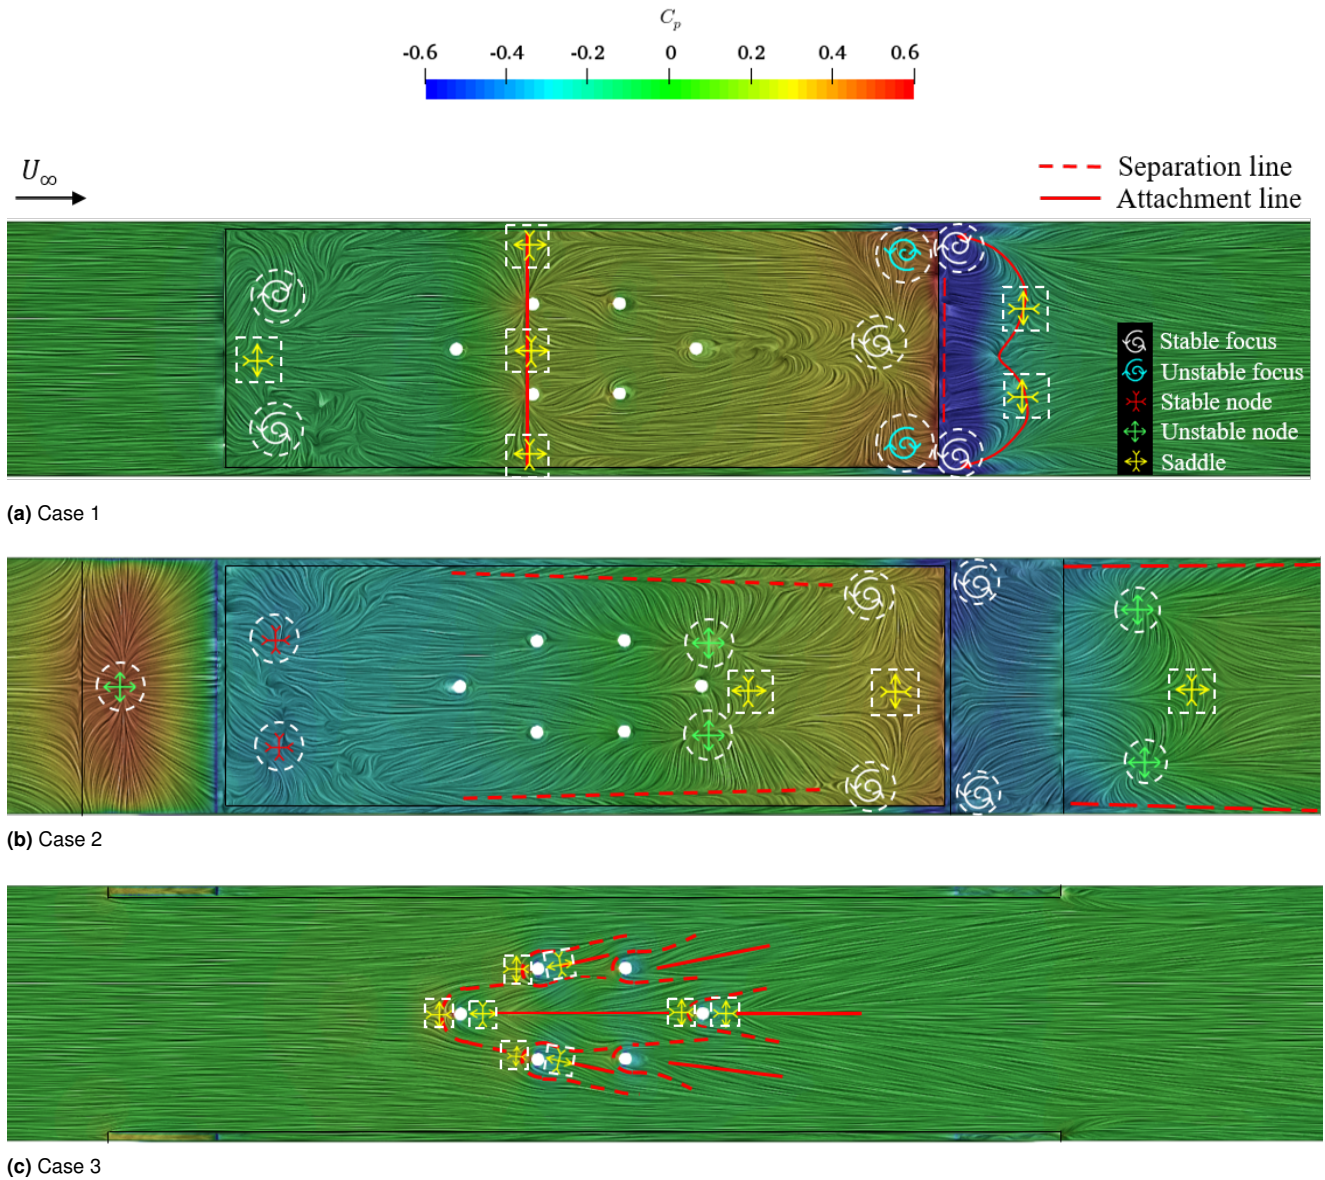 C_p
-0.6 -0.4 -0.2 0 0.2 0.4 0.6
U_∞
Separation line
Attachment line
Stable focus
Unstable focus
Stable node
Unstable node
Saddle
(a) Case 1
(b) Case 2
(c) Case 3